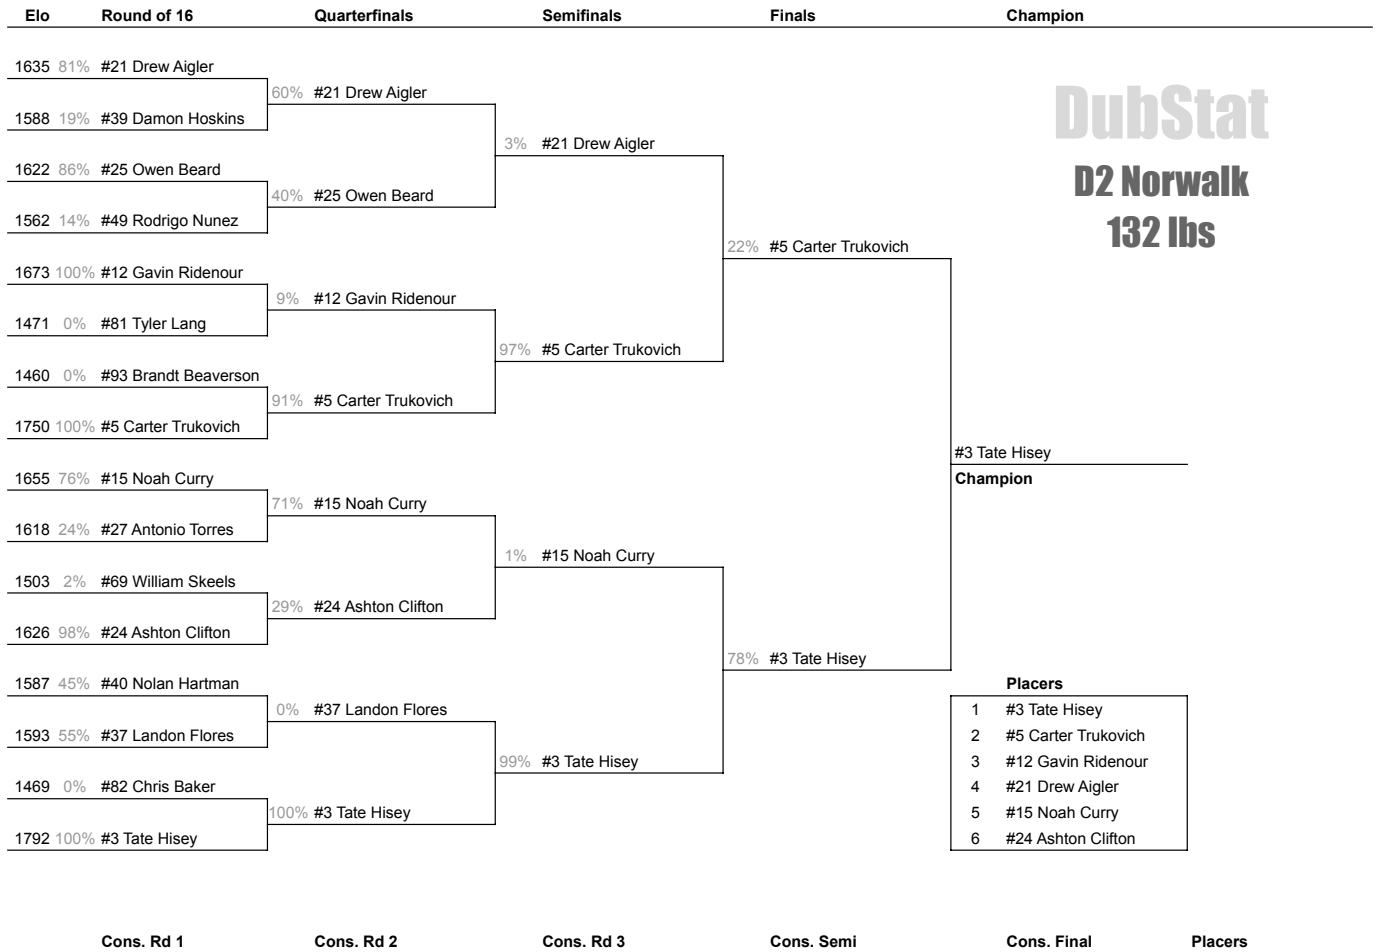 Elo Round of 16 Quarterfinals Semifinals Finals Champion
1635 81% #21 Drew Aigler
60% #21 Drew Aigler
1588 19% #39 Damon Hoskins
3% #21 Drew Aigler
1622 86% #25 Owen Beard
40% #25 Owen Beard
1562 14% #49 Rodrigo Nunez
22% #5 Carter Trukovich
1673 100% #12 Gavin Ridenour
9% #12 Gavin Ridenour
1471 0% #81 Tyler Lang
97% #5 Carter Trukovich
1460 0% #93 Brandt Beaverson
91% #5 Carter Trukovich
1750 100% #5 Carter Trukovich
DubStat
D2 Norwalk
132 lbs
#3 Tate Hisey
Champion
1655 76% #15 Noah Curry
71% #15 Noah Curry
1618 24% #27 Antonio Torres
1% #15 Noah Curry
1503 2% #69 William Skeels
29% #24 Ashton Clifton
1626 98% #24 Ashton Clifton
78% #3 Tate Hisey
1587 45% #40 Nolan Hartman
0% #37 Landon Flores
1593 55% #37 Landon Flores
99% #3 Tate Hisey
1469 0% #82 Chris Baker
100% #3 Tate Hisey
1792 100% #3 Tate Hisey
Placers
1 #3 Tate Hisey
2 #5 Carter Trukovich
3 #12 Gavin Ridenour
4 #21 Drew Aigler
5 #15 Noah Curry
6 #24 Ashton Clifton
Cons. Rd 1 Cons. Rd 2 Cons. Rd 3 Cons. Semi Cons. Final Placers